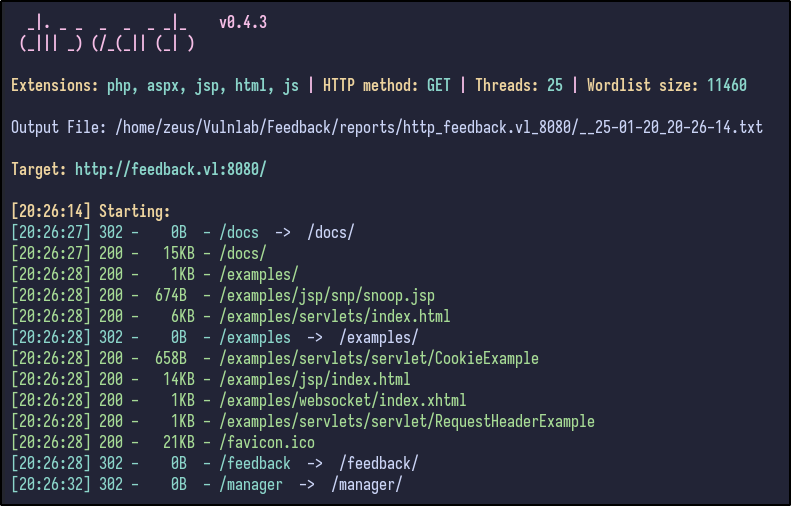 _|. _ _  _  _  _ _|_    v0.4.3
(_||| _) (/_(_|| (_| )
Extensions: php, aspx, jsp, html, js | HTTP method: GET | Threads: 25 | Wordlist size: 11460
Output File: /home/zeus/Vulnlab/Feedback/reports/http_feedback.vl_8080/__25-01-20_20-26-14.txt
Target: http://feedback.vl:8080/
[20:26:14] Starting:
[20:26:27] 302 -    0B  - /docs  ->  /docs/
[20:26:27] 200 -   15KB - /docs/
[20:26:28] 200 -    1KB - /examples/
[20:26:28] 200 -  674B  - /examples/jsp/snp/snoop.jsp
[20:26:28] 200 -    6KB - /examples/servlets/index.html
[20:26:28] 302 -    0B  - /examples  ->  /examples/
[20:26:28] 200 -  658B  - /examples/servlets/servlet/CookieExample
[20:26:28] 200 -   14KB - /examples/jsp/index.html
[20:26:28] 200 -    1KB - /examples/websocket/index.xhtml
[20:26:28] 200 -    1KB - /examples/servlets/servlet/RequestHeaderExample
[20:26:28] 200 -   21KB - /favicon.ico
[20:26:28] 302 -    0B  - /feedback  ->  /feedback/
[20:26:32] 302 -    0B  - /manager  ->  /manager/